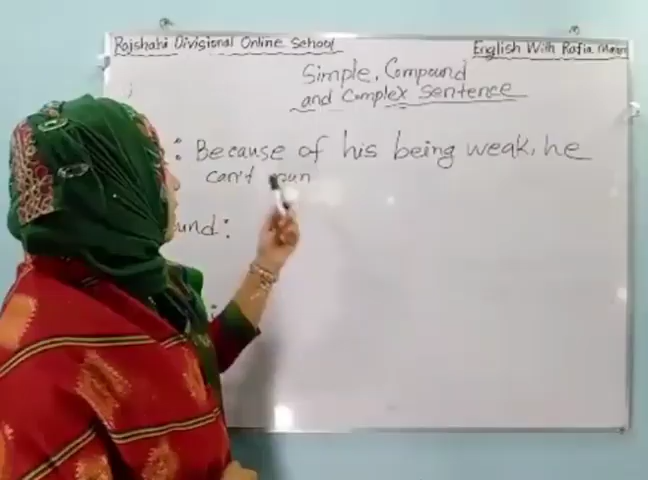 Rajshahi Divisional Online School
English With Rafia
Simple, Compound
and Complex Sentence
: Because of his being weak, he
can't run
und:
: